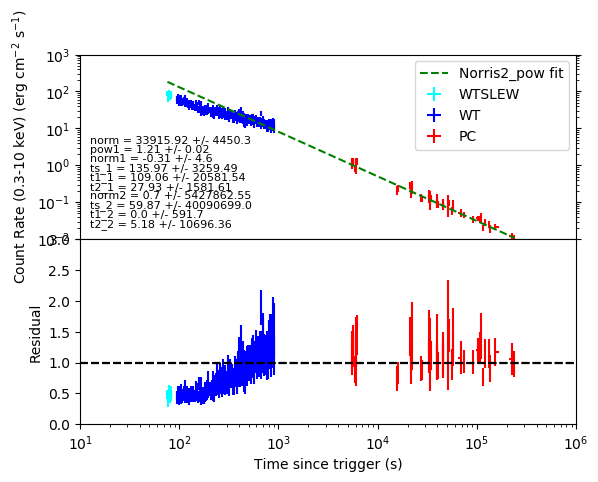 Count Rate (0.3-10 keV) (erg cm⁻² s⁻¹)
10³
10²
10¹
10⁰
10⁻¹
10⁻²
Norris2_pow fit
WTSLEW
WT
PC
norm = 33915.92 +/- 4450.3
pow1 = 1.21 +/- 0.02
norm1 = -0.31 +/- 4.6
ts_1 = 135.97 +/- 3259.49
t1_1 = 109.06 +/- 20581.54
t2_1 = 27.93 +/- 1581.61
norm2 = 0.7 +/- 5427862.55
ts_2 = 59.87 +/- 40090699.0
t1_2 = 0.0 +/- 591.7
t2_2 = 5.18 +/- 10696.36
Residual
3.0
2.5
2.0
1.5
1.0
0.5
0.0
10¹
10²
10³
10⁴
10⁵
10⁶
Time since trigger (s)